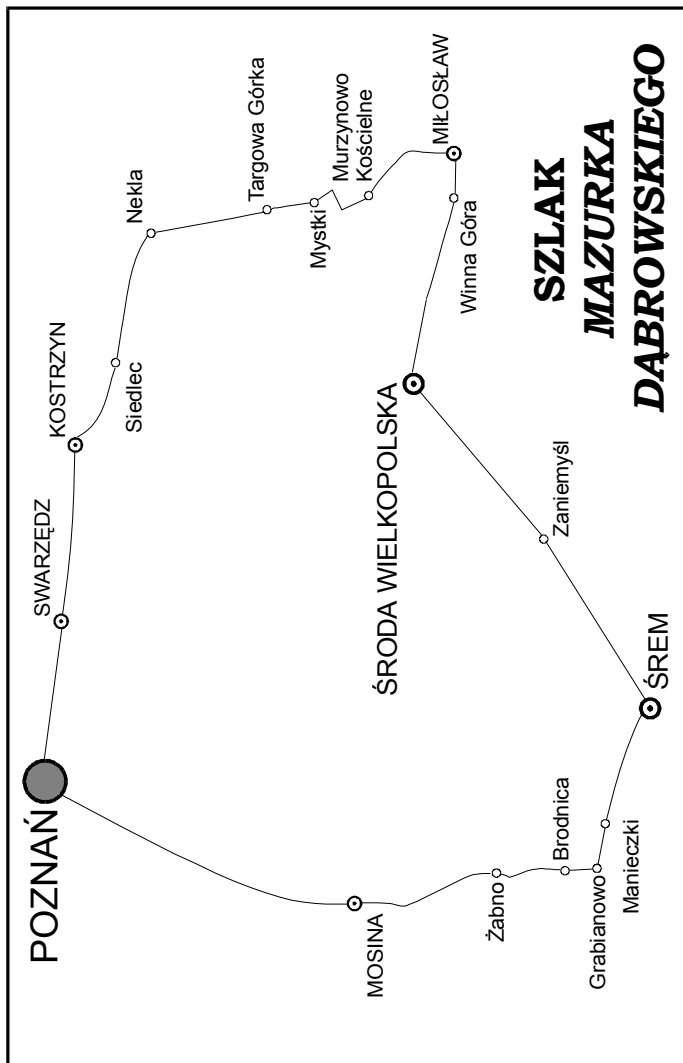 POZNAŃ
SWARZĘDZ
KOSTRZYN
Siedlec
Nekla
Targowa Górka
Mystki
Murzynowo
Kościelne
MIŁOSŁAW
Winna Góra
ŚRODA WIELKOPOLSKA
Zaniemyśl
ŚREM
Manieczki
Grabianowo
Brodnica
Żabno
MOSINA
SZLAK
MAZURKA
DĄBROWSKIEGO